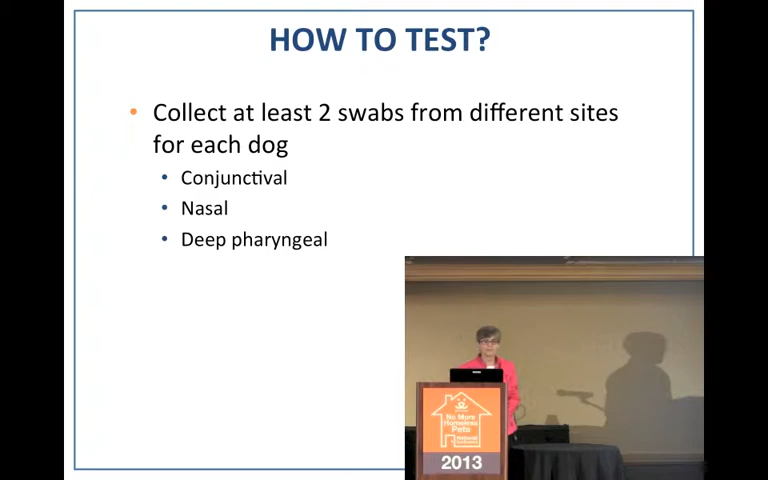 HOW TO TEST?
• Collect at least 2 swabs from different sites
for each dog
• Conjunctival
• Nasal
• Deep pharyngeal
No More
Homeless
Pets
National
2013